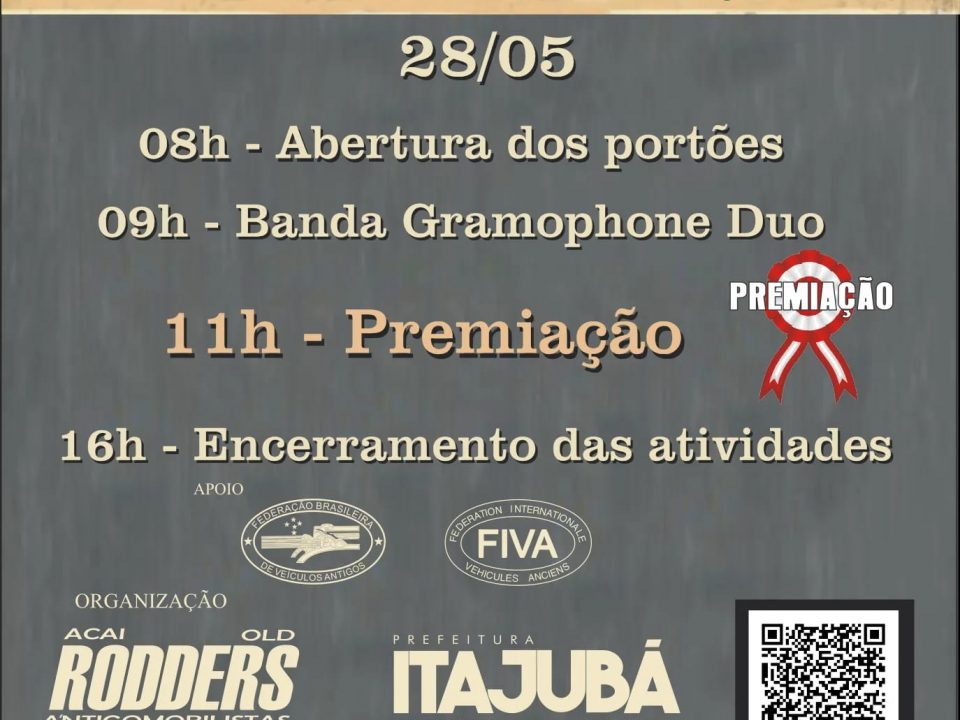 28/05
08h - Abertura dos portões
09h - Banda Gramophone Duo
11h - Premiação
PREMIAÇÃO
16h - Encerramento das atividades
APOIO
FEDERAÇÃO BRASILEIRA
DE VEÍCULOS ANTIGOS
FEDERATION INTERNATIONALE
FIVA
VEHICULES ANCIENS
ORGANIZAÇÃO
ACAI OLD
RODDERS
ANTIGOMOBILISTAS
PREFEITURA
ITAJUBÁ